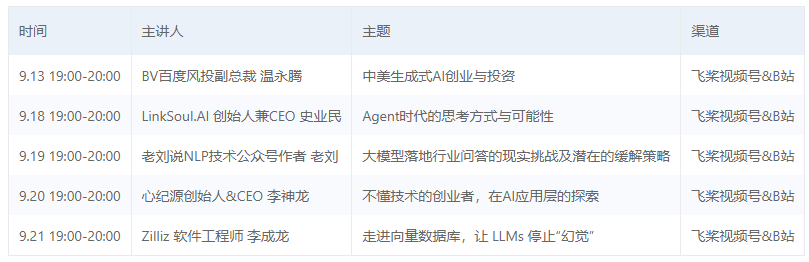 时间 主讲人 主题 渠道
9.13 19:00-20:00 BV百度风投副总裁 温永腾 中美生成式AI创业与投资 飞桨视频号&B站
9.18 19:00-20:00 LinkSoul.AI 创始人兼CEO 史业民 Agent时代的思考方式与可能性 飞桨视频号&B站
9.19 19:00-20:00 老刘说NLP技术公众号作者 老刘 大模型落地行业问答的现实挑战及潜在的缓解策略 飞桨视频号&B站
9.20 19:00-20:00 心纪源创始人&CEO 李神龙 不懂技术的创业者，在AI应用层的探索 飞桨视频号&B站
9.21 19:00-20:00 Zilliz 软件工程师 李成龙 走进向量数据库，让 LLMs 停止“幻觉” 飞桨视频号&B站